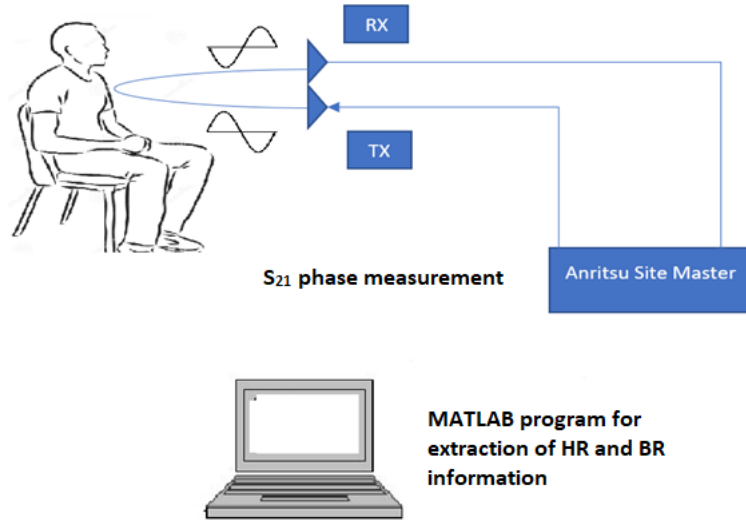 RX
TX
S₂₁ phase measurement
Anritsu Site Master
MATLAB program for
extraction of HR and BR
information